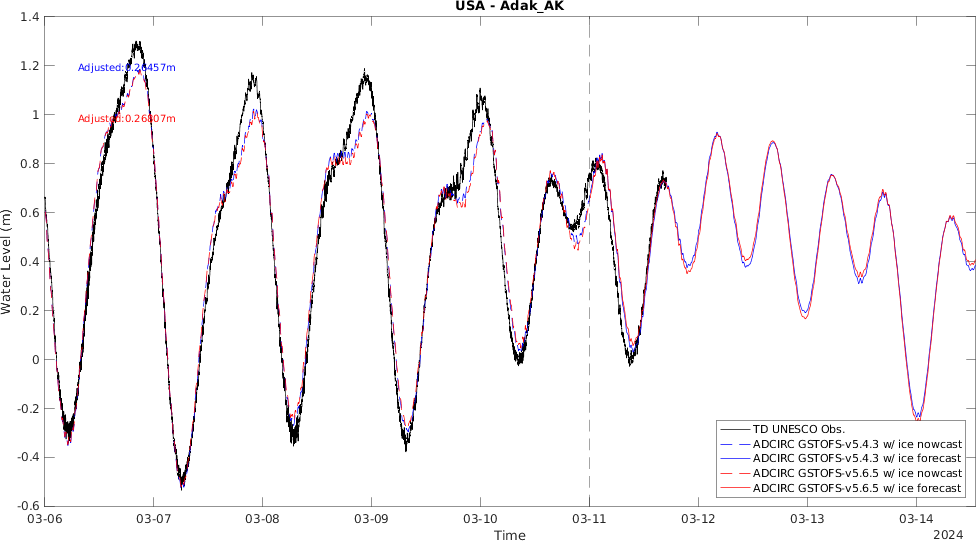 USA - Adak_AK
1.4
1.2
1
0.8
0.6
0.4
0.2
0
-0.2
-0.4
-0.6
Water Level (m)
Adjusted:0.26457m
Adjusted:0.26807m
TD UNESCO Obs.
ADCIRC GSTOFS-v5.4.3 w/ ice nowcast
ADCIRC GSTOFS-v5.4.3 w/ ice forecast
ADCIRC GSTOFS-v5.6.5 w/ ice nowcast
ADCIRC GSTOFS-v5.6.5 w/ ice forecast
03-06 03-07 03-08 03-09 03-10 03-11 03-12 03-13 03-14
Time
2024